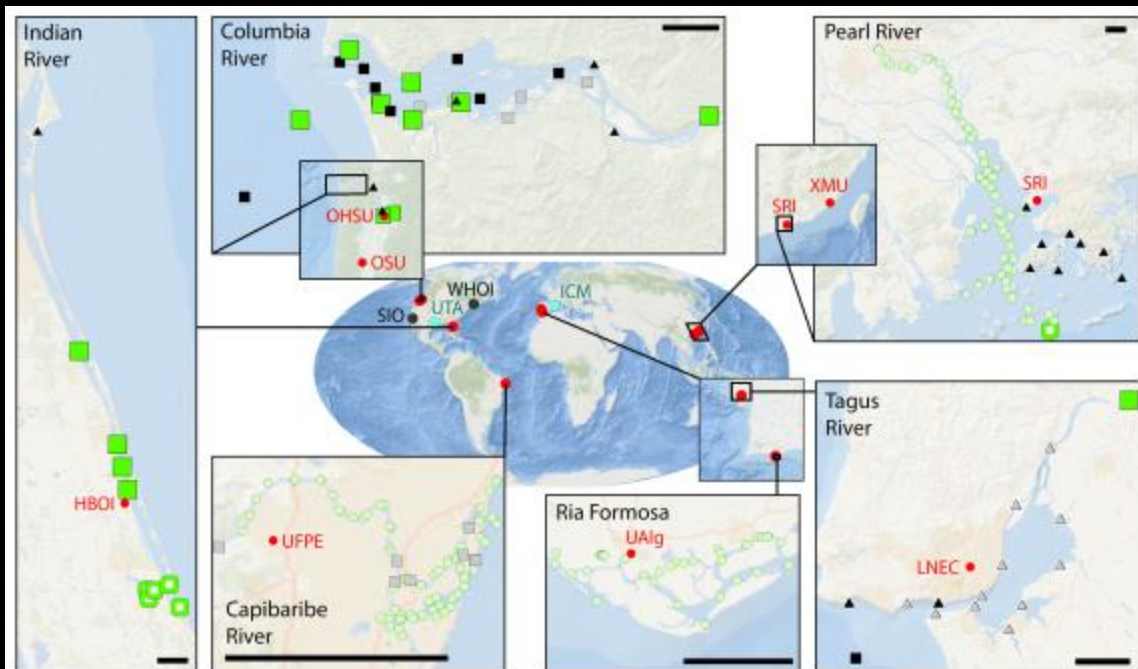 Indian
River
Columbia
River
Pearl River
XMU
SRI
SRI
OHSU
OSU
WHOI
ICM
SIO
UTA
HBOI
Tagus
River
UFPE
Capibaribe
River
Ria Formosa
UAlg
LNEC